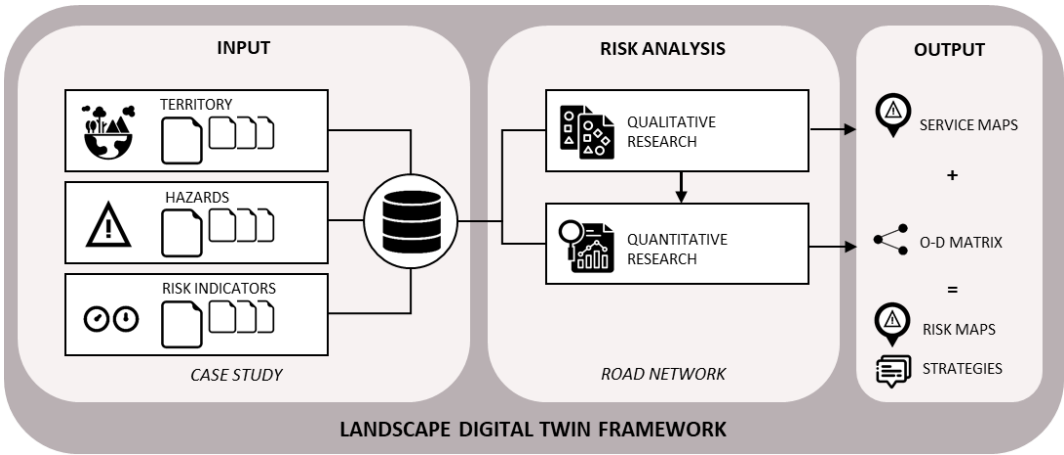 INPUT
TERRITORY
HAZARDS
RISK INDICATORS
CASE STUDY
RISK ANALYSIS
QUALITATIVE
RESEARCH
QUANTITATIVE
RESEARCH
ROAD NETWORK
OUTPUT
SERVICE MAPS
+
O-D MATRIX
=
RISK MAPS
STRATEGIES
LANDSCAPE DIGITAL TWIN FRAMEWORK